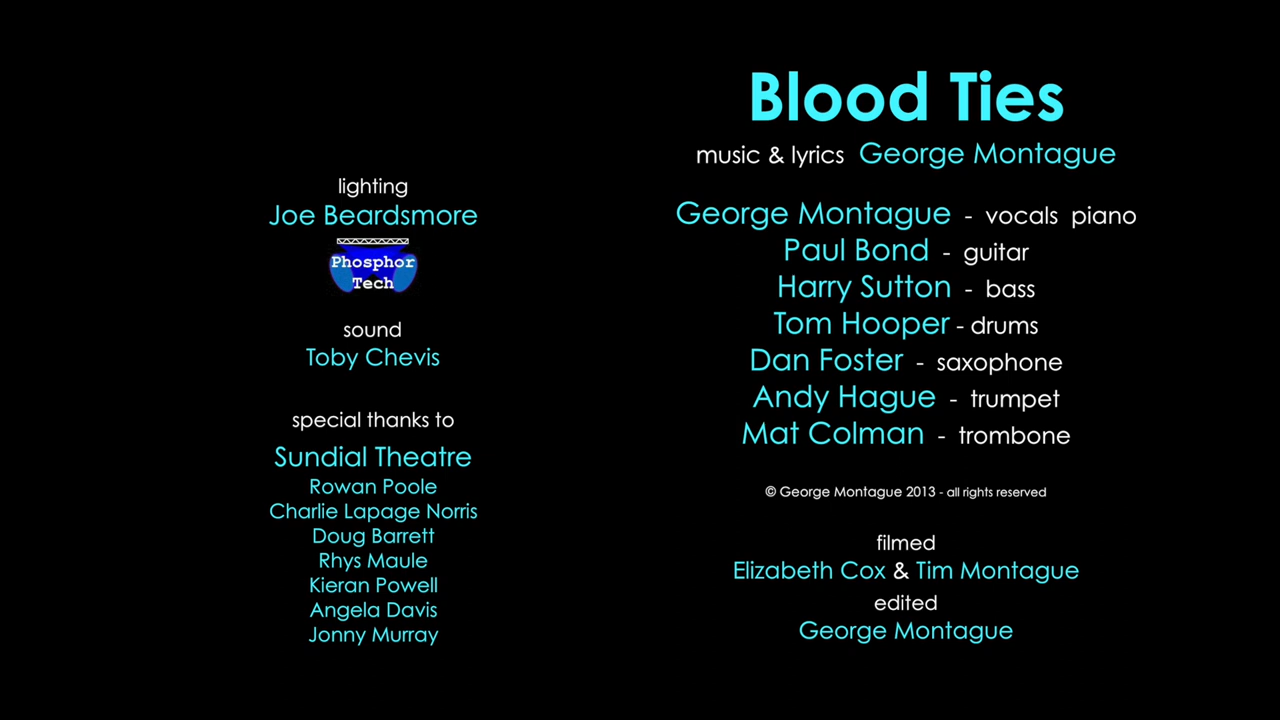 lighting
Joe Beardsmore
Phosphor
Tech
sound
Toby Chevis
special thanks to
Sundial Theatre
Rowan Poole
Charlie Lapage Norris
Doug Barrett
Rhys Maule
Kieran Powell
Angela Davis
Jonny Murray
Blood Ties
music & lyrics George Montague
George Montague - vocals piano
Paul Bond - guitar
Harry Sutton - bass
Tom Hooper - drums
Dan Foster - saxophone
Andy Hague - trumpet
Mat Colman - trombone
© George Montague 2013 - all rights reserved
filmed
Elizabeth Cox & Tim Montague
edited
George Montague